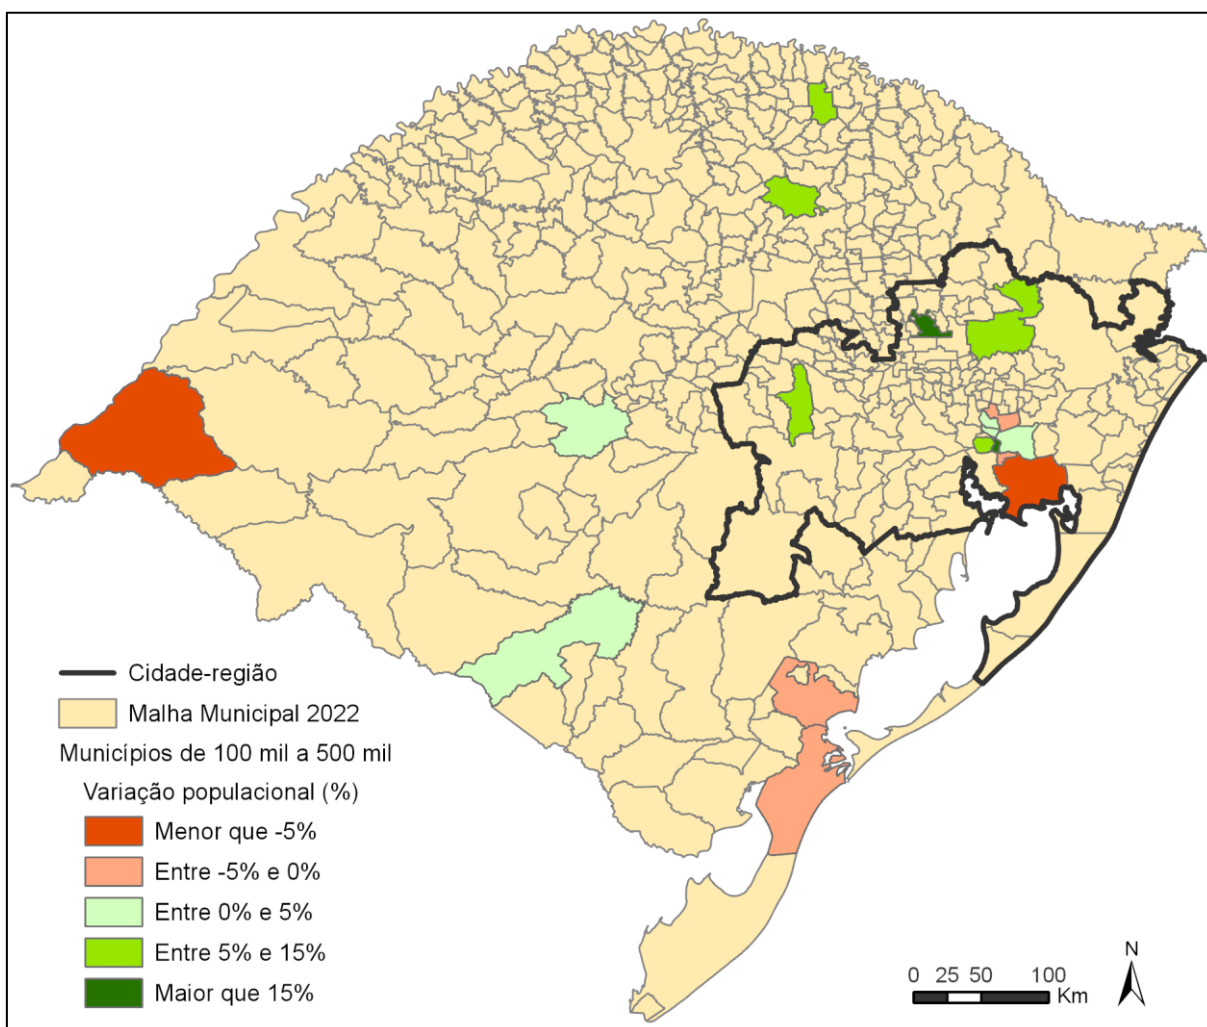 Cidade-região
Malha Municipal 2022
Municípios de 100 mil a 500 mil
Variação populacional (%)
Menor que -5%
Entre -5% e 0%
Entre 0% e 5%
Entre 5% e 15%
Maior que 15%
0 25 50 100
Km
N